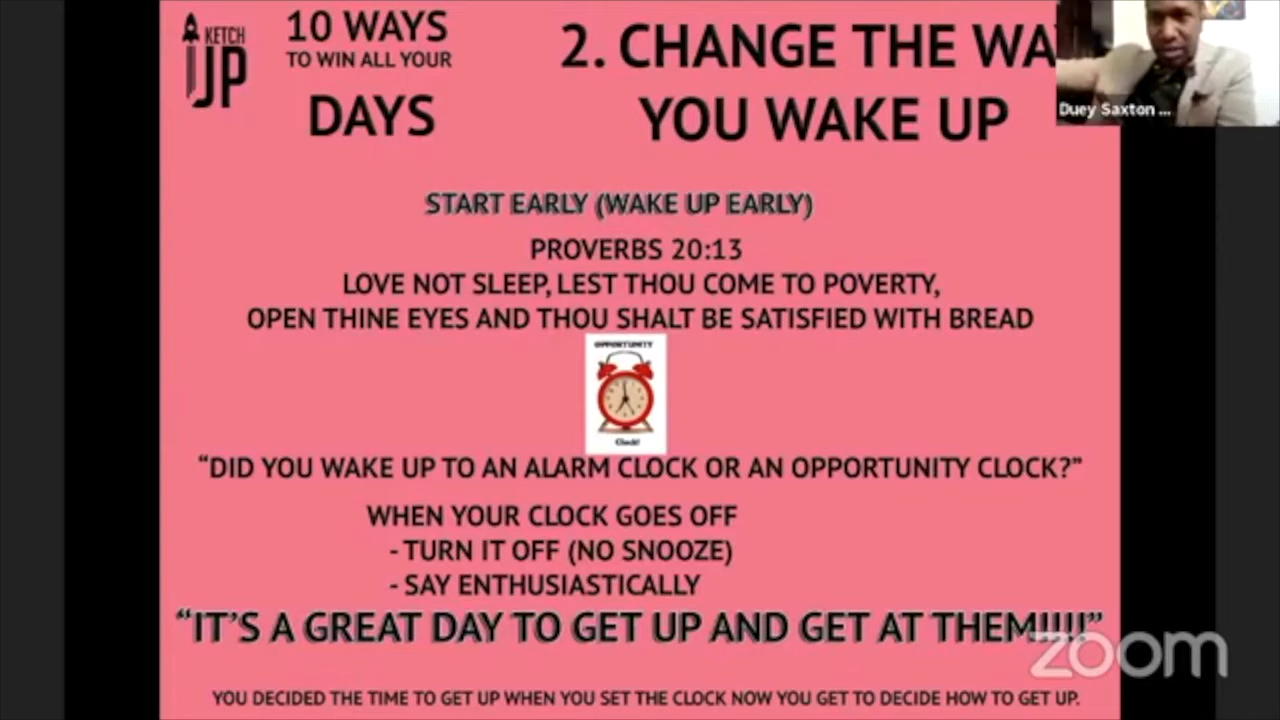 KETCH
UP
10 WAYS
TO WIN ALL YOUR
DAYS
2. CHANGE THE WA
YOU WAKE UP
Duey Saxton ...
START EARLY (WAKE UP EARLY)
PROVERBS 20:13
LOVE NOT SLEEP, LEST THOU COME TO POVERTY,
OPEN THINE EYES AND THOU SHALT BE SATISFIED WITH BREAD
OPPORTUNITY
Clock!
“DID YOU WAKE UP TO AN ALARM CLOCK OR AN OPPORTUNITY CLOCK?”
WHEN YOUR CLOCK GOES OFF
- TURN IT OFF (NO SNOOZE)
- SAY ENTHUSIASTICALLY
“IT’S A GREAT DAY TO GET UP AND GET AT THEM!!!!!”
zoom
YOU DECIDED THE TIME TO GET UP WHEN YOU SET THE CLOCK NOW YOU GET TO DECIDE HOW TO GET UP.